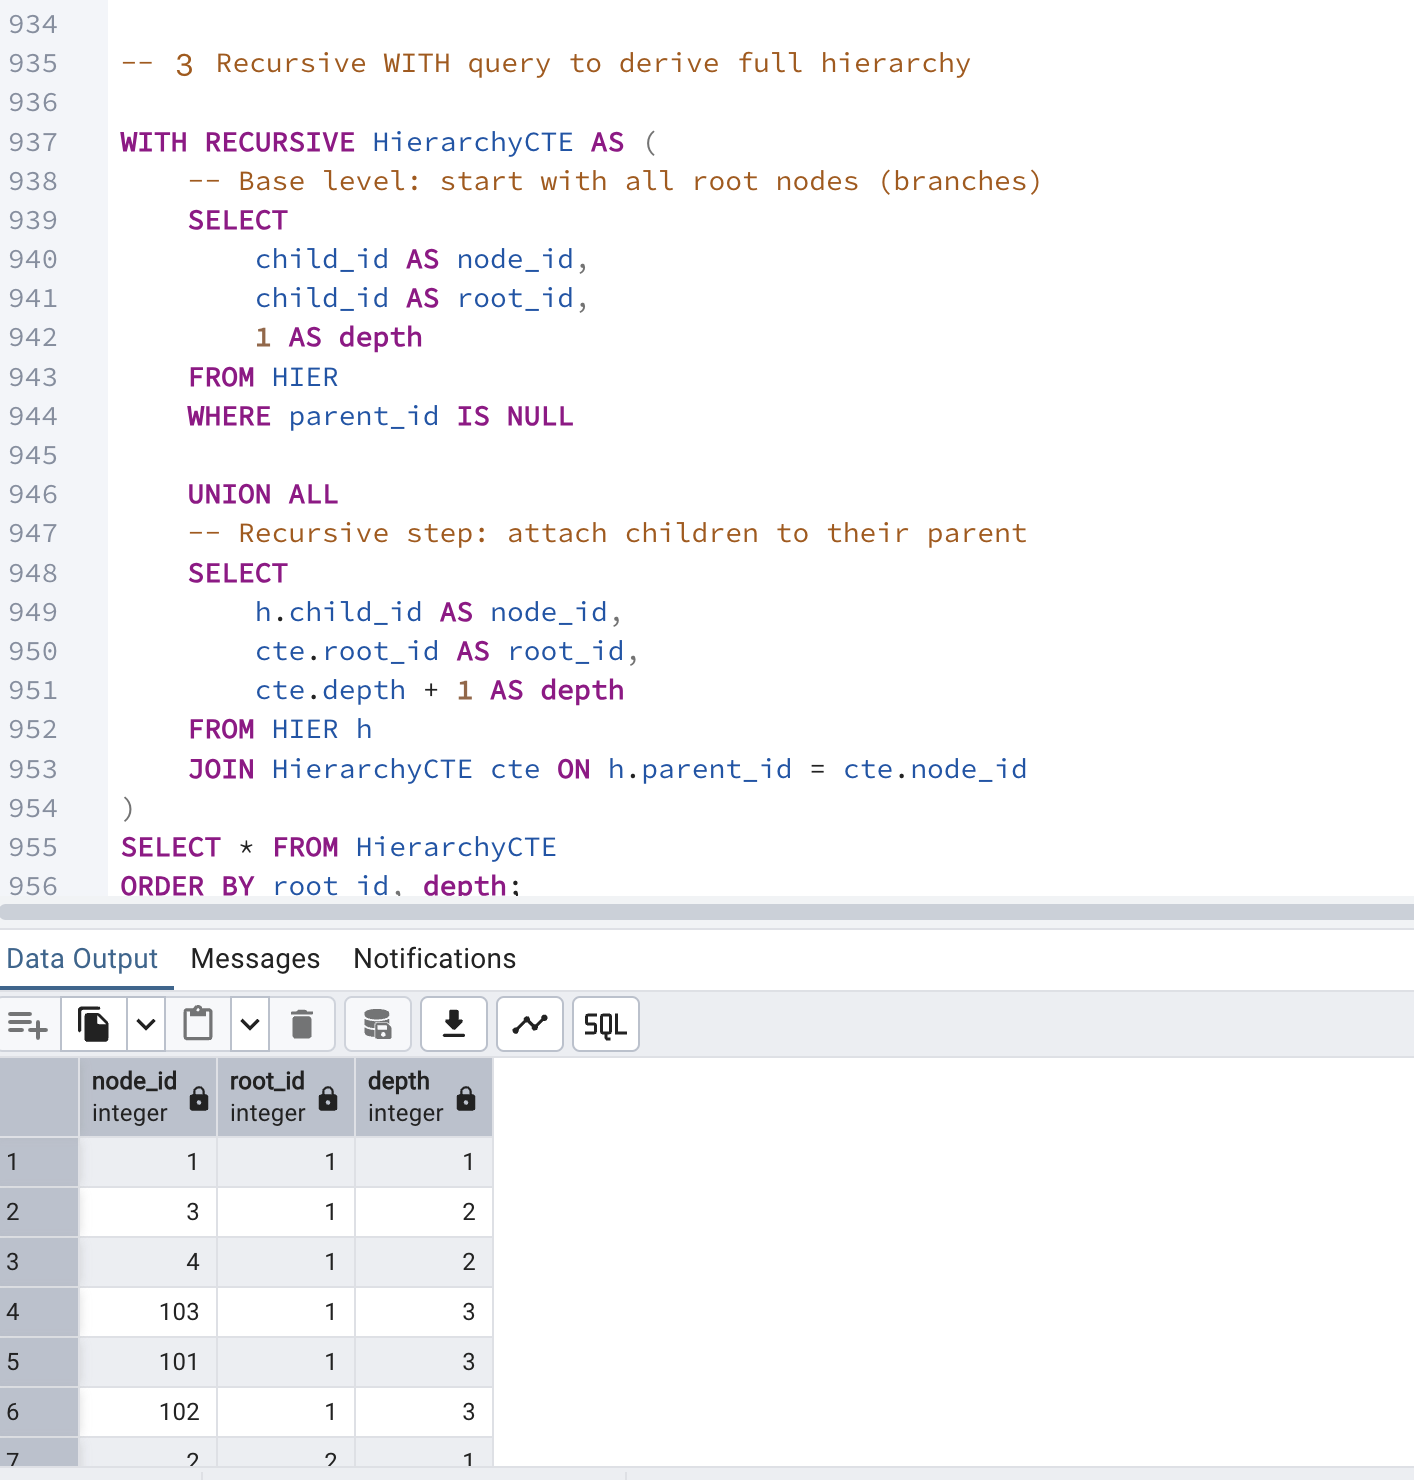 934
935 -- 3 Recursive WITH query to derive full hierarchy
936
937 WITH RECURSIVE HierarchyCTE AS (
938 -- Base level: start with all root nodes (branches)
939 SELECT
940 child_id AS node_id,
941 child_id AS root_id,
942 1 AS depth
943 FROM HIER
944 WHERE parent_id IS NULL
945
946 UNION ALL
947 -- Recursive step: attach children to their parent
948 SELECT
949 h.child_id AS node_id,
950 cte.root_id AS root_id,
951 cte.depth + 1 AS depth
952 FROM HIER h
953 JOIN HierarchyCTE cte ON h.parent_id = cte.node_id
954 )
955 SELECT * FROM HierarchyCTE
956 ORDER BY root_id, depth;
Data Output Messages Notifications
SQL
node_id root_id depth
integer integer integer
1 1 1 1
2 3 1 2
3 4 1 2
4 103 1 3
5 101 1 3
6 102 1 3
7 2 2 1